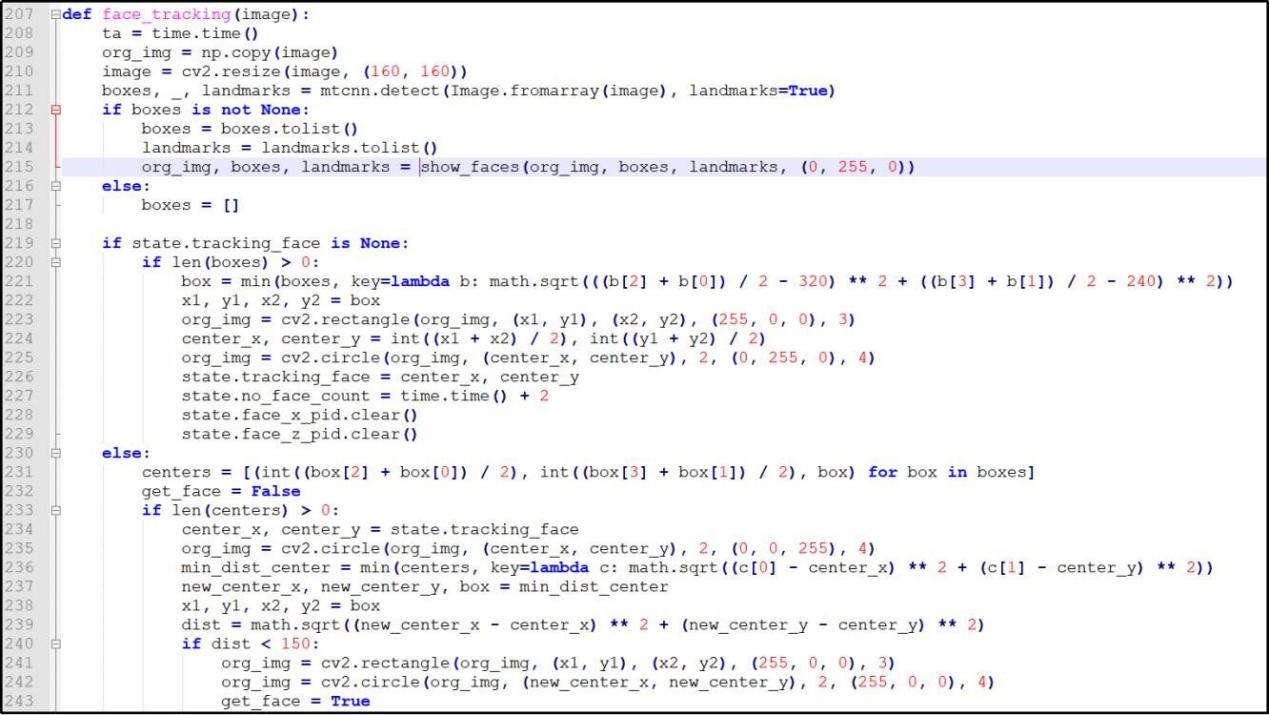 207 def face_tracking(image):
208     ta = time.time()
209     org_img = np.copy(image)
210     image = cv2.resize(image, (160, 160))
211     boxes, _, landmarks = mtcnn.detect(Image.fromarray(image), landmarks=True)
212     if boxes is not None:
213         boxes = boxes.tolist()
214         landmarks = landmarks.tolist()
215         org_img, boxes, landmarks = show_faces(org_img, boxes, landmarks, (0, 255, 0))
216     else:
217         boxes = []
218
219     if state.tracking_face is None:
220         if len(boxes) > 0:
221             box = min(boxes, key=lambda b: math.sqrt(((b[2] + b[0]) / 2 - 320) ** 2 + ((b[3] + b[1]) / 2 - 240) ** 2))
222             x1, y1, x2, y2 = box
223             org_img = cv2.rectangle(org_img, (x1, y1), (x2, y2), (255, 0, 0), 3)
224             center_x, center_y = int((x1 + x2) / 2), int((y1 + y2) / 2)
225             org_img = cv2.circle(org_img, (center_x, center_y), 2, (0, 255, 0), 4)
226             state.tracking_face = center_x, center_y
227             state.no_face_count = time.time() + 2
228             state.face_x_pid.clear()
229             state.face_z_pid.clear()
230     else:
231         centers = [(int((box[2] + box[0]) / 2), int((box[3] + box[1]) / 2), box) for box in boxes]
232         get_face = False
233         if len(centers) > 0:
234             center_x, center_y = state.tracking_face
235             org_img = cv2.circle(org_img, (center_x, center_y), 2, (0, 0, 255), 4)
236             min_dist_center = min(centers, key=lambda c: math.sqrt((c[0] - center_x) ** 2 + (c[1] - center_y) ** 2))
237             new_center_x, new_center_y, box = min_dist_center
238             x1, y1, x2, y2 = box
239             dist = math.sqrt((new_center_x - center_x) ** 2 + (new_center_y - center_y) ** 2)
240             if dist < 150:
241                 org_img = cv2.rectangle(org_img, (x1, y1), (x2, y2), (255, 0, 0), 3)
242                 org_img = cv2.circle(org_img, (new_center_x, new_center_y), 2, (255, 0, 0), 4)
243                 get_face = True